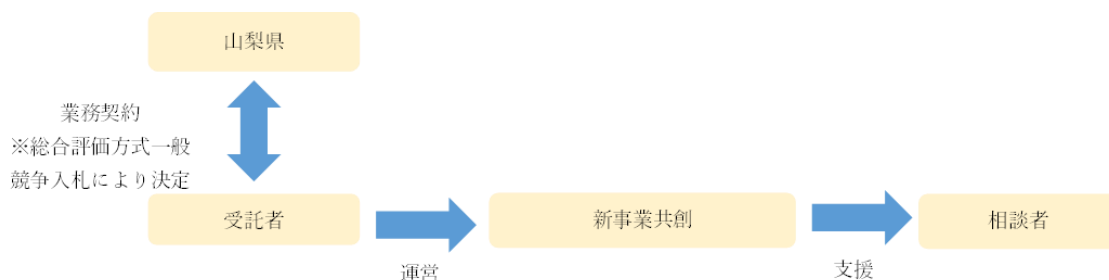 山梨県
業務契約
※総合評価方式一般
競争入札により決定
受託者
運営
新事業共創
支援
相談者